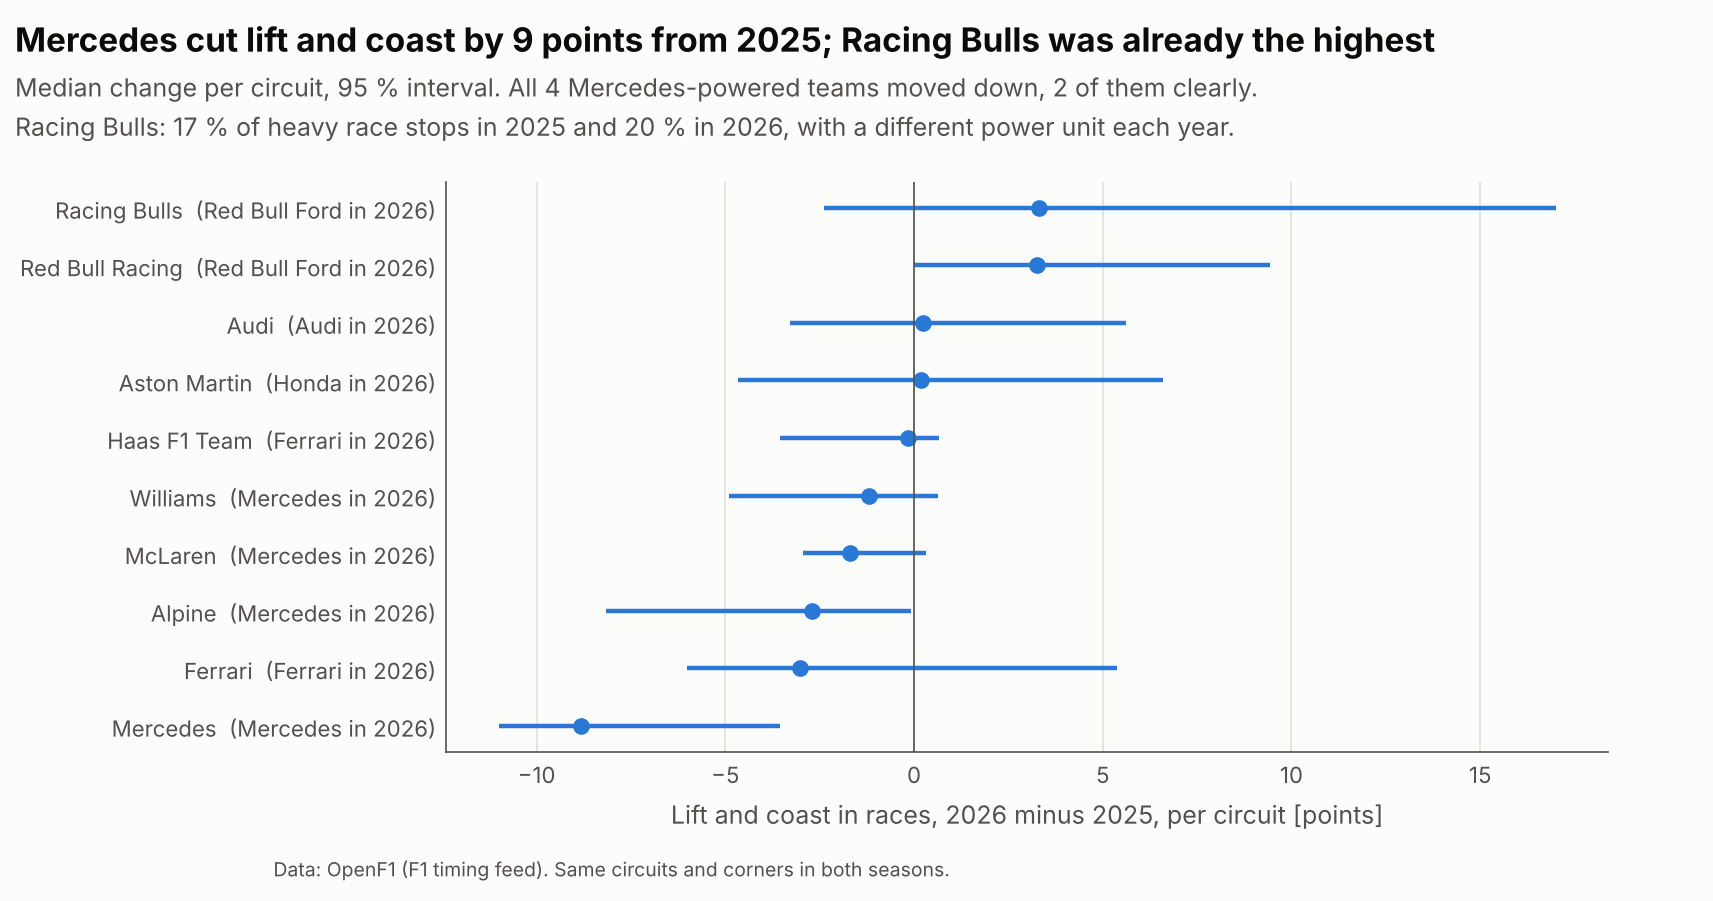 Mercedes cut lift and coast by 9 points from 2025; Racing Bulls was already the highest
Median change per circuit, 95 % interval. All 4 Mercedes-powered teams moved down, 2 of them clearly.
Racing Bulls: 17 % of heavy race stops in 2025 and 20 % in 2026, with a different power unit each year.
Racing Bulls (Red Bull Ford in 2026)
Red Bull Racing (Red Bull Ford in 2026)
Audi (Audi in 2026)
Aston Martin (Honda in 2026)
Haas F1 Team (Ferrari in 2026)
Williams (Mercedes in 2026)
McLaren (Mercedes in 2026)
Alpine (Mercedes in 2026)
Ferrari (Ferrari in 2026)
Mercedes (Mercedes in 2026)
−10 −5 0 5 10 15
Lift and coast in races, 2026 minus 2025, per circuit [points]
Data: OpenF1 (F1 timing feed). Same circuits and corners in both seasons.